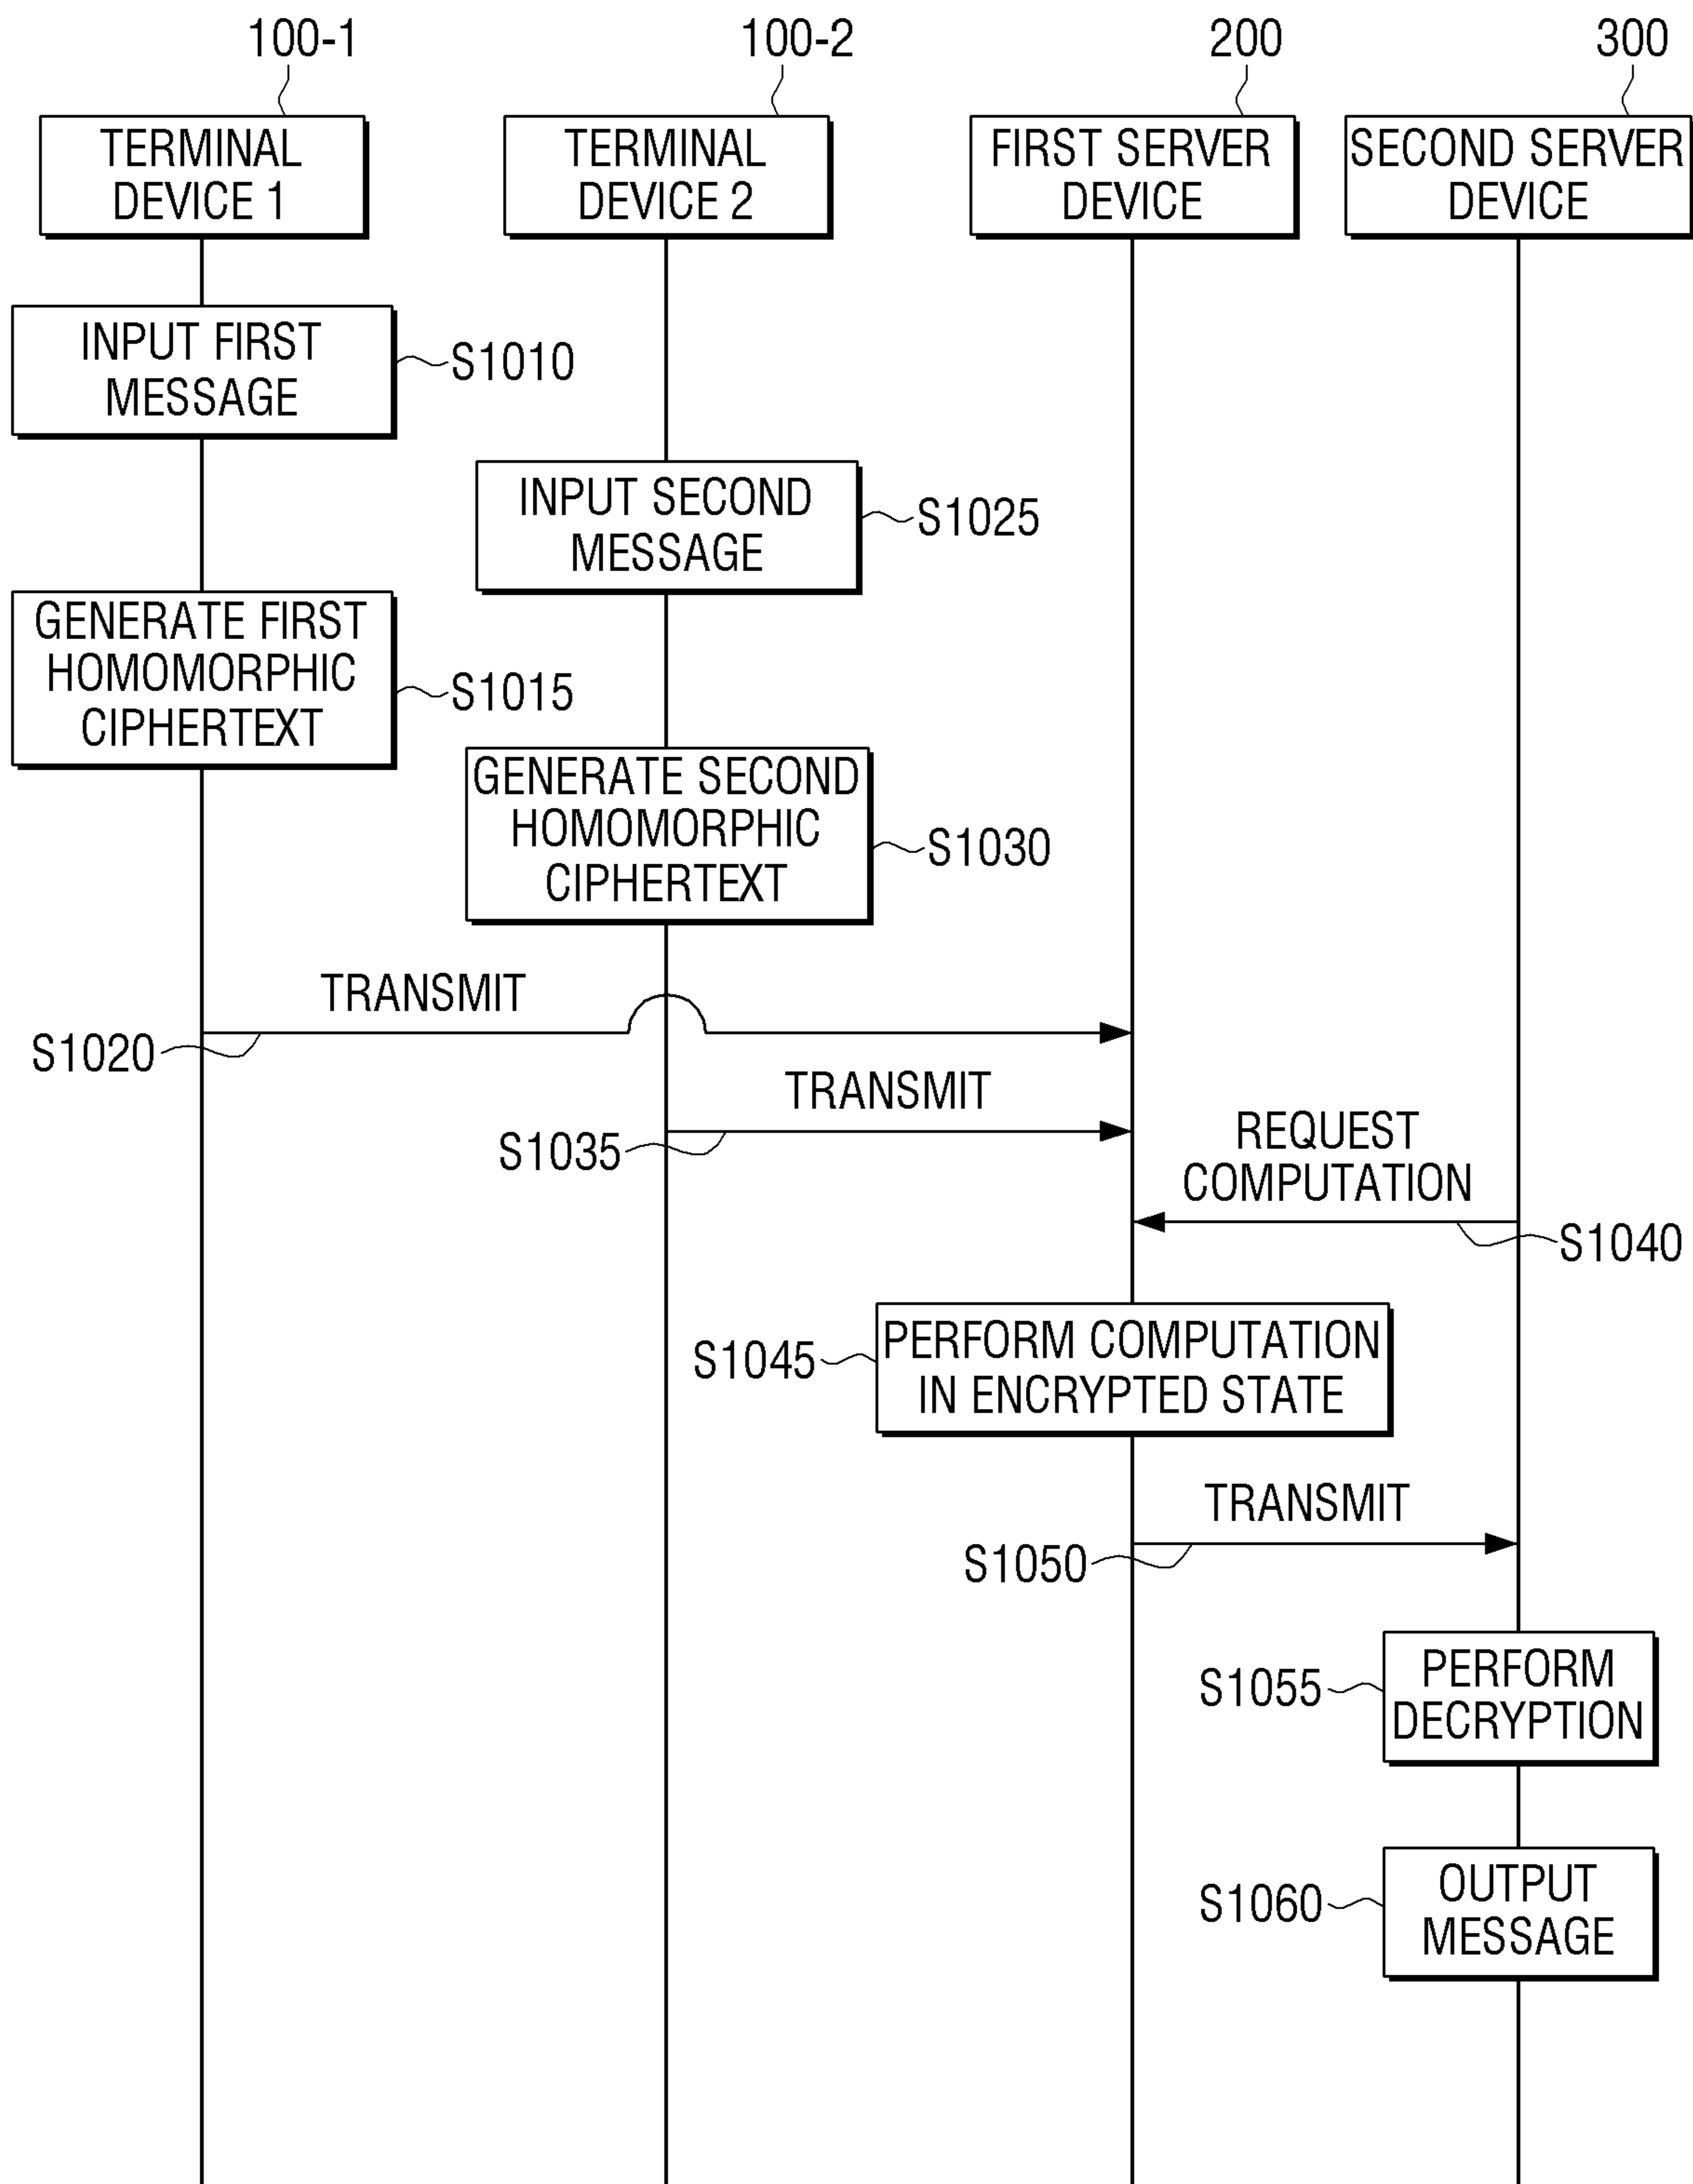 100-1
100-2
200
300
TERMINAL
DEVICE 1
TERMINAL
DEVICE 2
FIRST SERVER
DEVICE
SECOND SERVER
DEVICE
INPUT FIRST
MESSAGE
S1010
INPUT SECOND
MESSAGE
S1025
GENERATE FIRST
HOMOMORPHIC
CIPHERTEXT
S1015
GENERATE SECOND
HOMOMORPHIC
CIPHERTEXT
S1030
TRANSMIT
S1020
TRANSMIT
S1035
REQUEST
COMPUTATION
S1040
S1045
PERFORM COMPUTATION
IN ENCRYPTED STATE
TRANSMIT
S1050
S1055
PERFORM
DECRYPTION
S1060
OUTPUT
MESSAGE